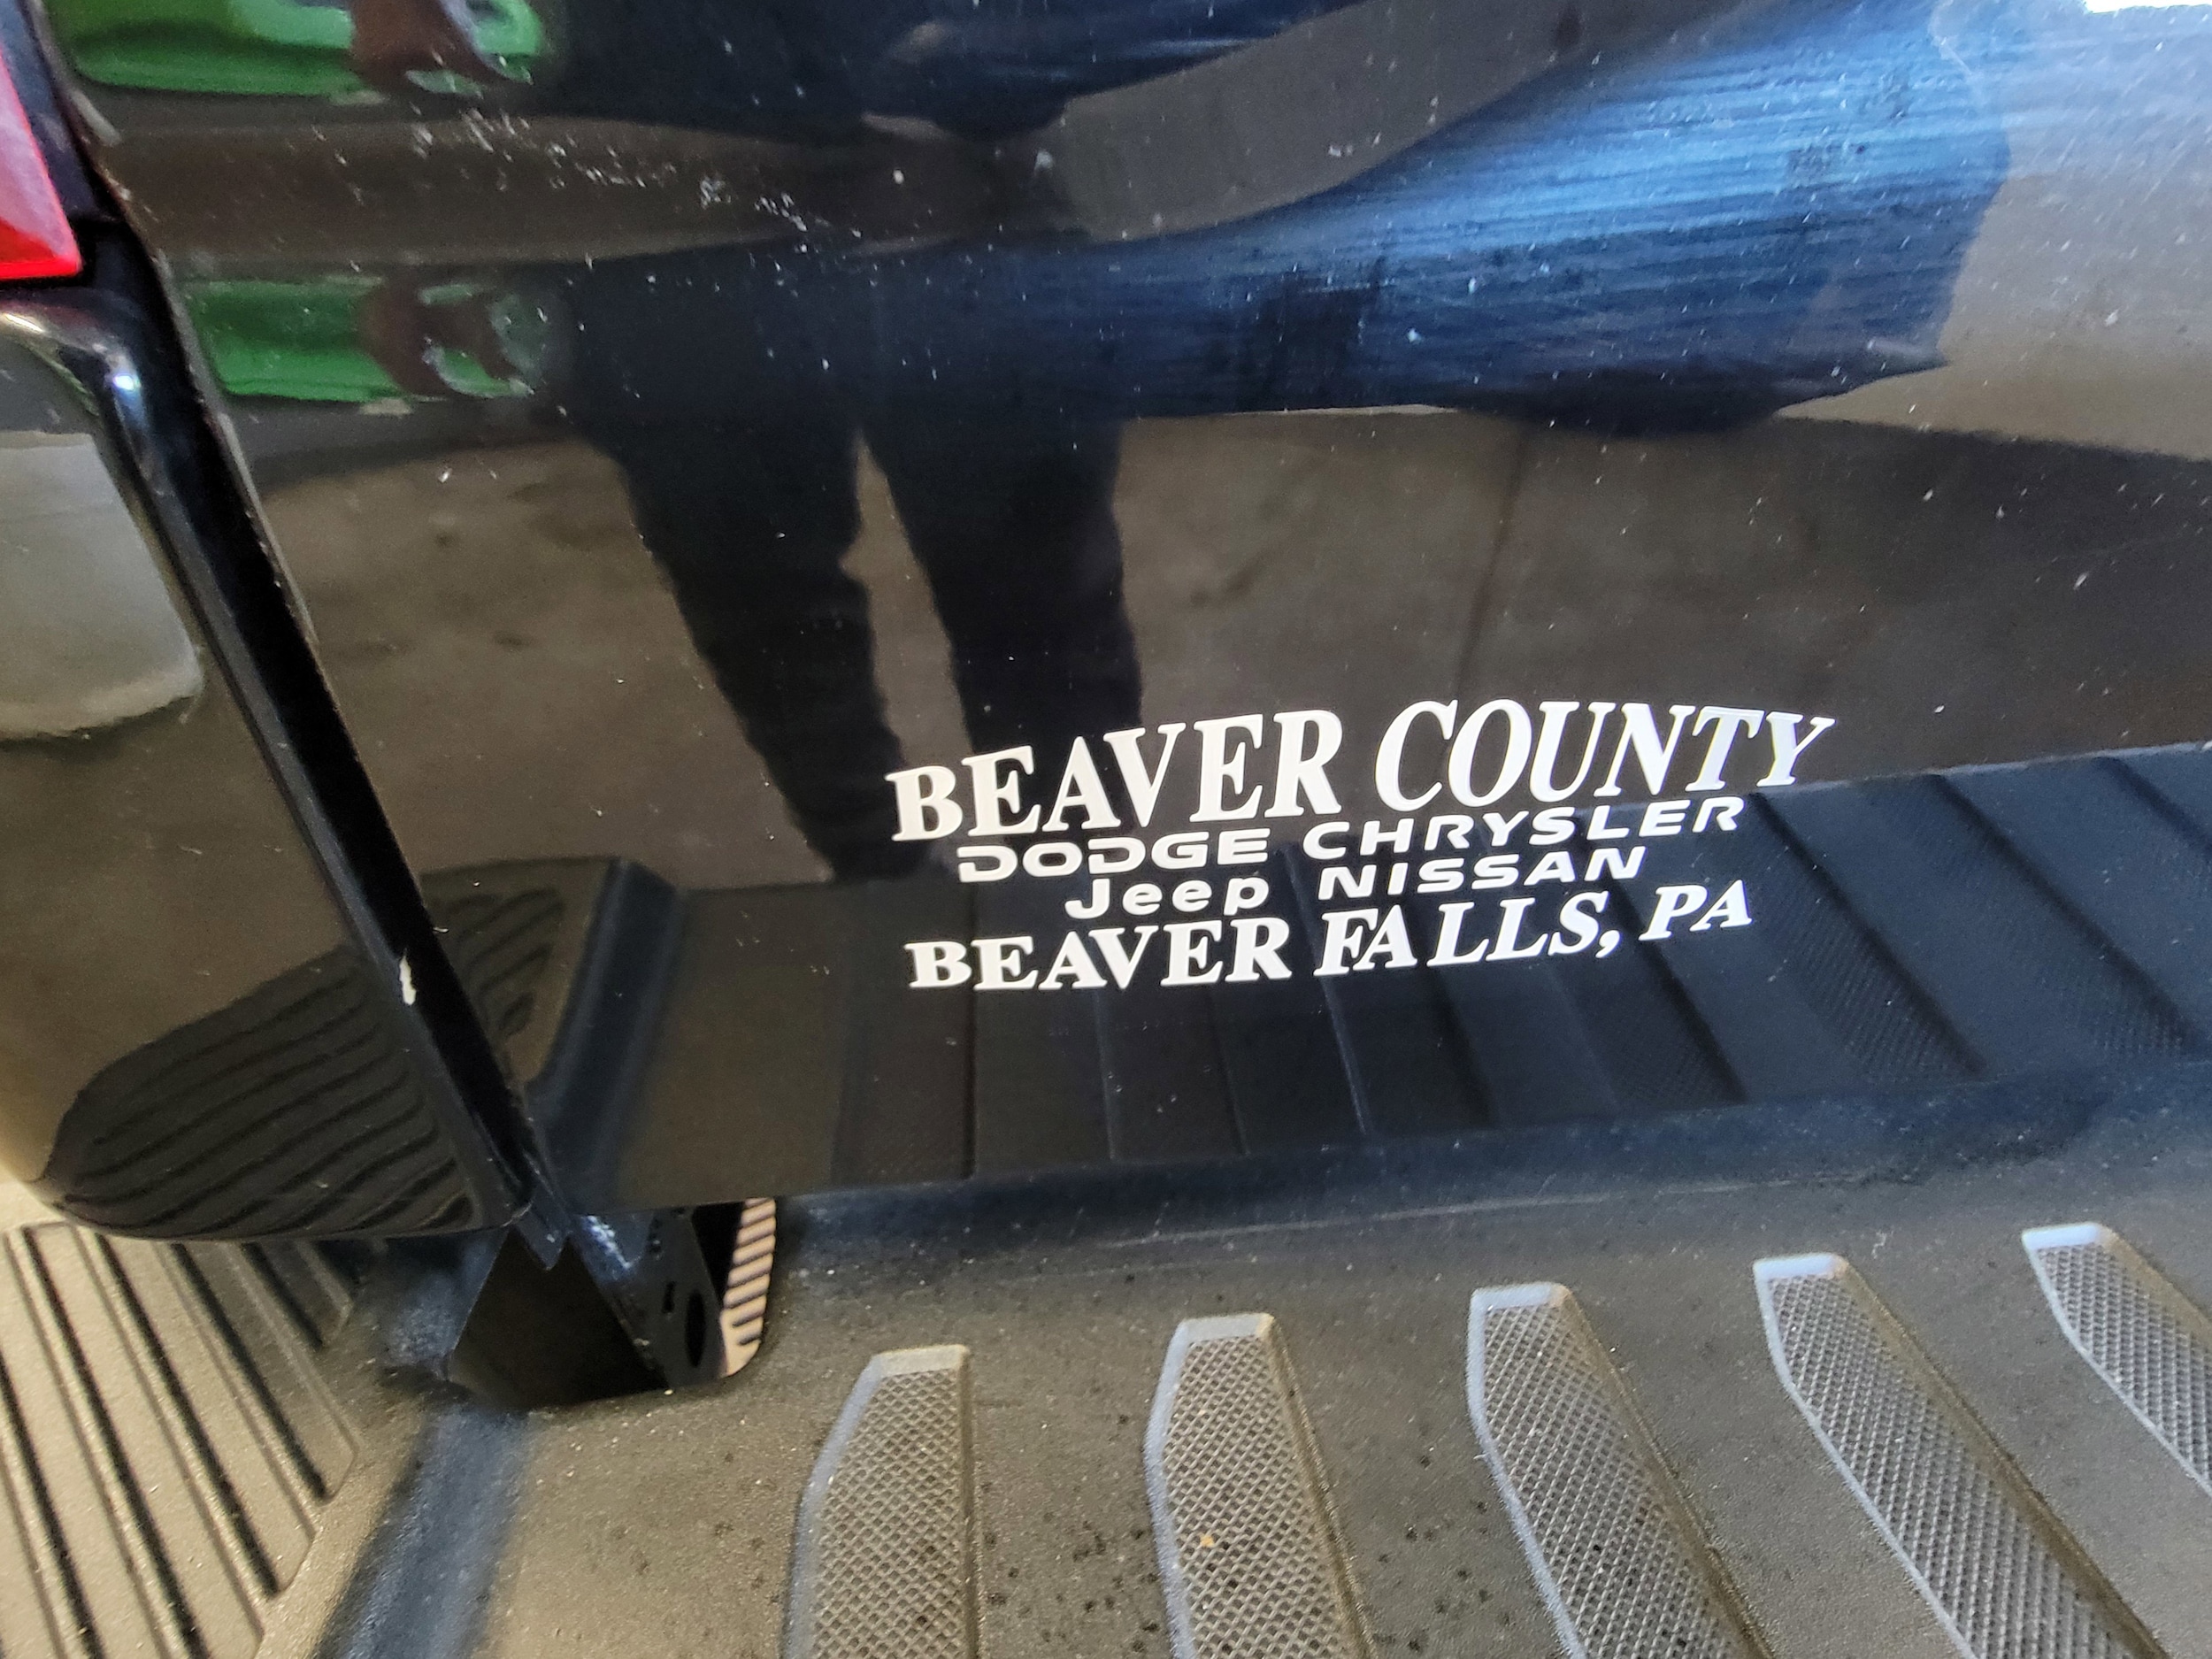 BEAVER COUNTY
DODGE CHRYSLER
Jeep NISSAN
BEAVER FALLS, PA